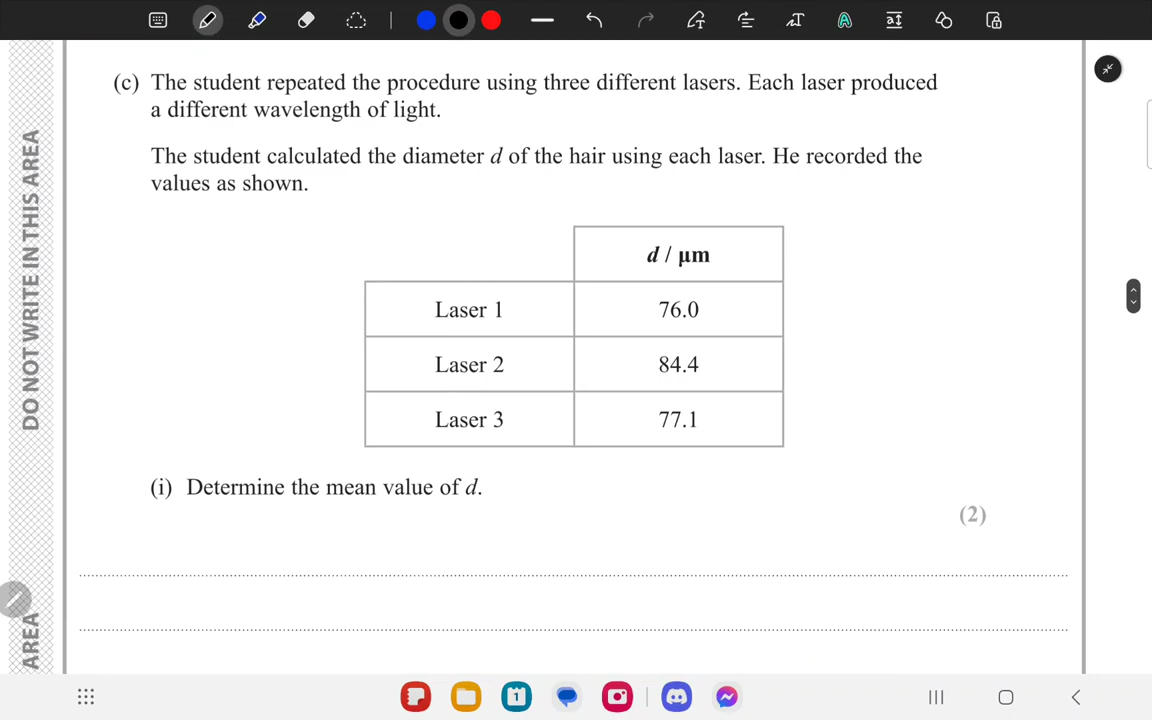 (c) The student repeated the procedure using three different lasers. Each laser produced
a different wavelength of light.
The student calculated the diameter d of the hair using each laser. He recorded the
values as shown.
d / µm
Laser 1 76.0
Laser 2 84.4
Laser 3 77.1
(i) Determine the mean value of d.
(2)
DO NOT WRITE IN THIS AREA
AREA